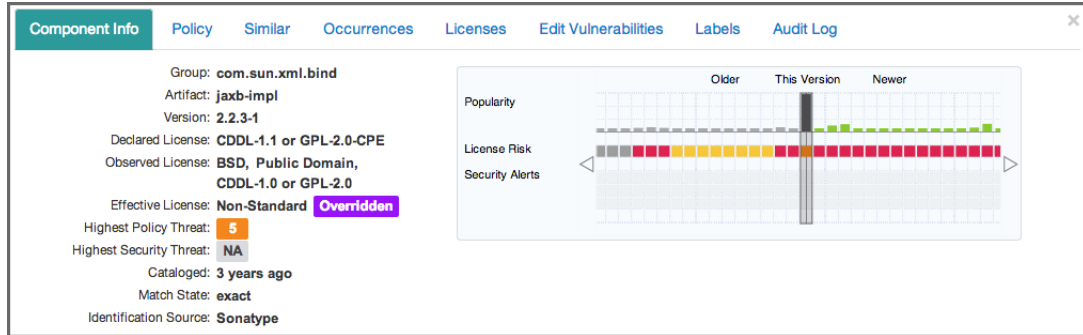 Component Info Policy Similar Occurrences Licenses Edit Vulnerabilities Labels Audit Log ×
Group: com.sun.xml.bind
Artifact: jaxb-impl
Version: 2.2.3-1
Declared License: CDDL-1.1 or GPL-2.0-CPE
Observed License: BSD, Public Domain,
CDDL-1.0 or GPL-2.0
Effective License: Non-Standard Overridden
Highest Policy Threat: 5
Highest Security Threat: NA
Cataloged: 3 years ago
Match State: exact
Identification Source: Sonatype
Older This Version Newer
Popularity
License Risk
Security Alerts